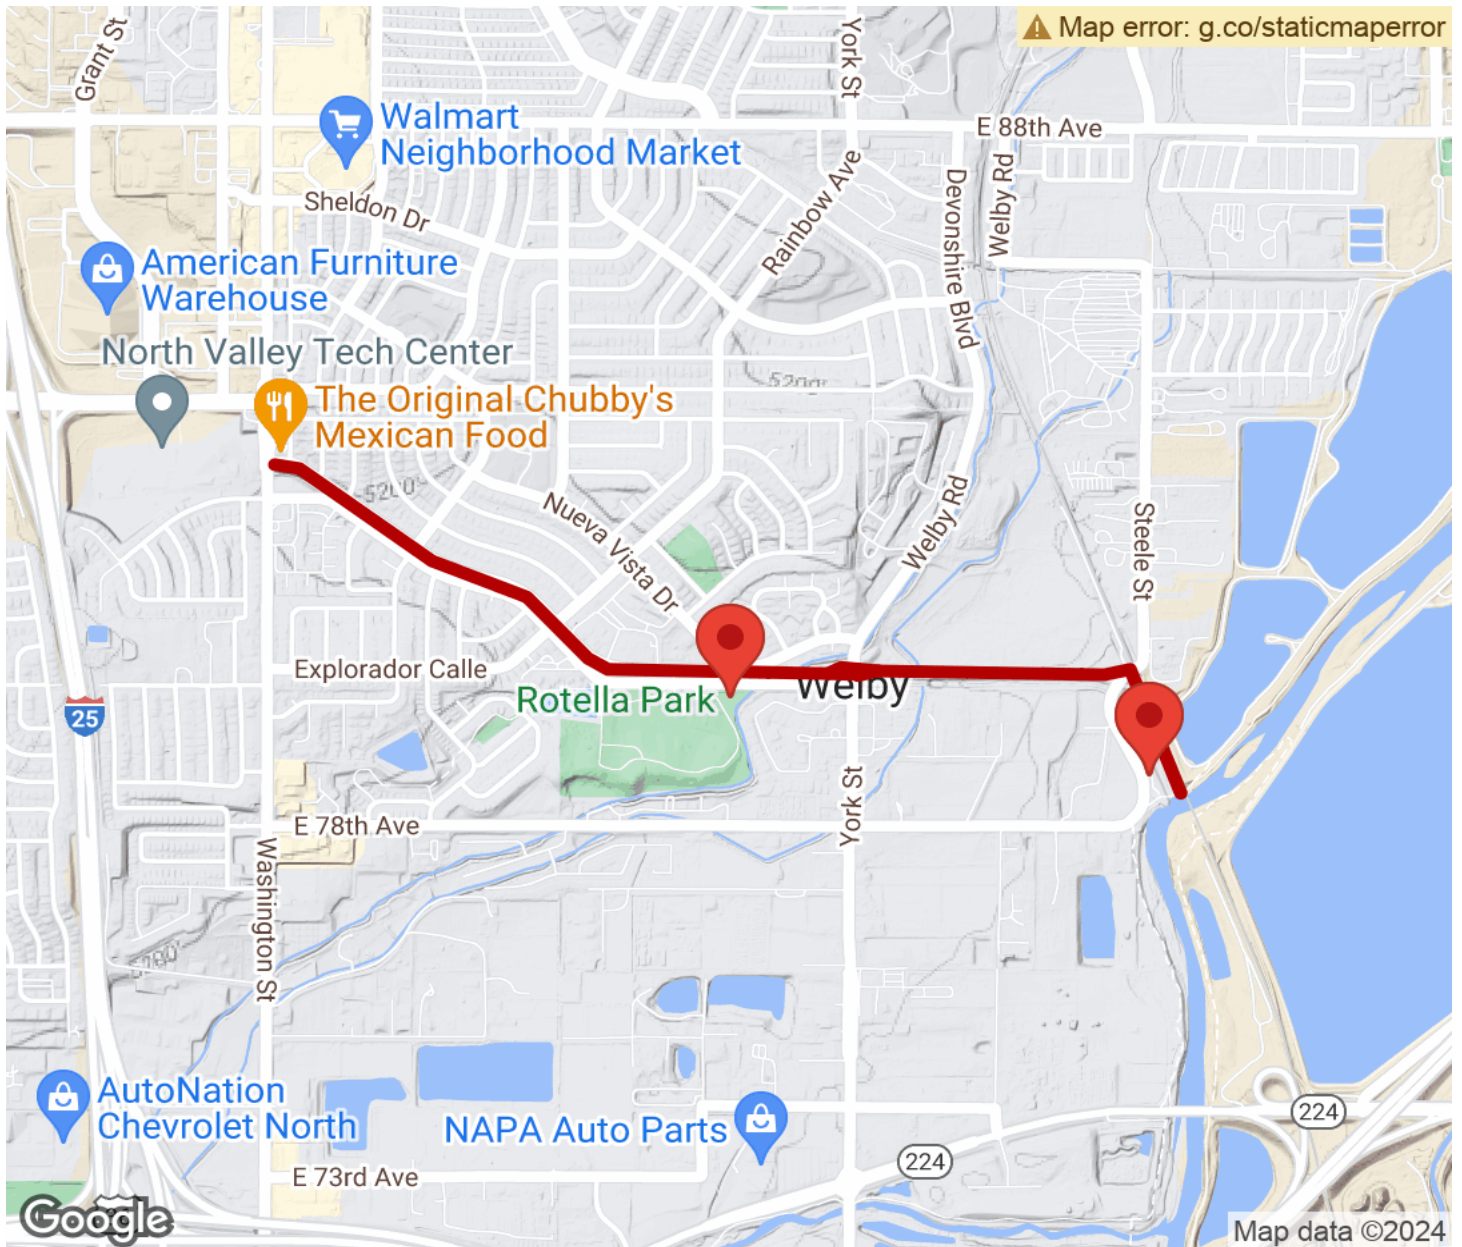 Map error: g.co/staticmaperror
Grant St
York St
Walmart
Neighborhood Market
E 88th Ave
Sheldon Dr
Rainbow Ave
Devonshire Blvd
Welby Rd
American Furniture
Warehouse
North Valley Tech Center
5200'
The Original Chubby's
Mexican Food
5200'
Nueva Vista Dr
Welby Rd
Steele St
Explorador Calle
Rotella Park
Welby
25
E 78th Ave
York St
Washington St
AutoNation
Chevrolet North
NAPA Auto Parts
224
224
E 73rd Ave
Google
Map data ©2024